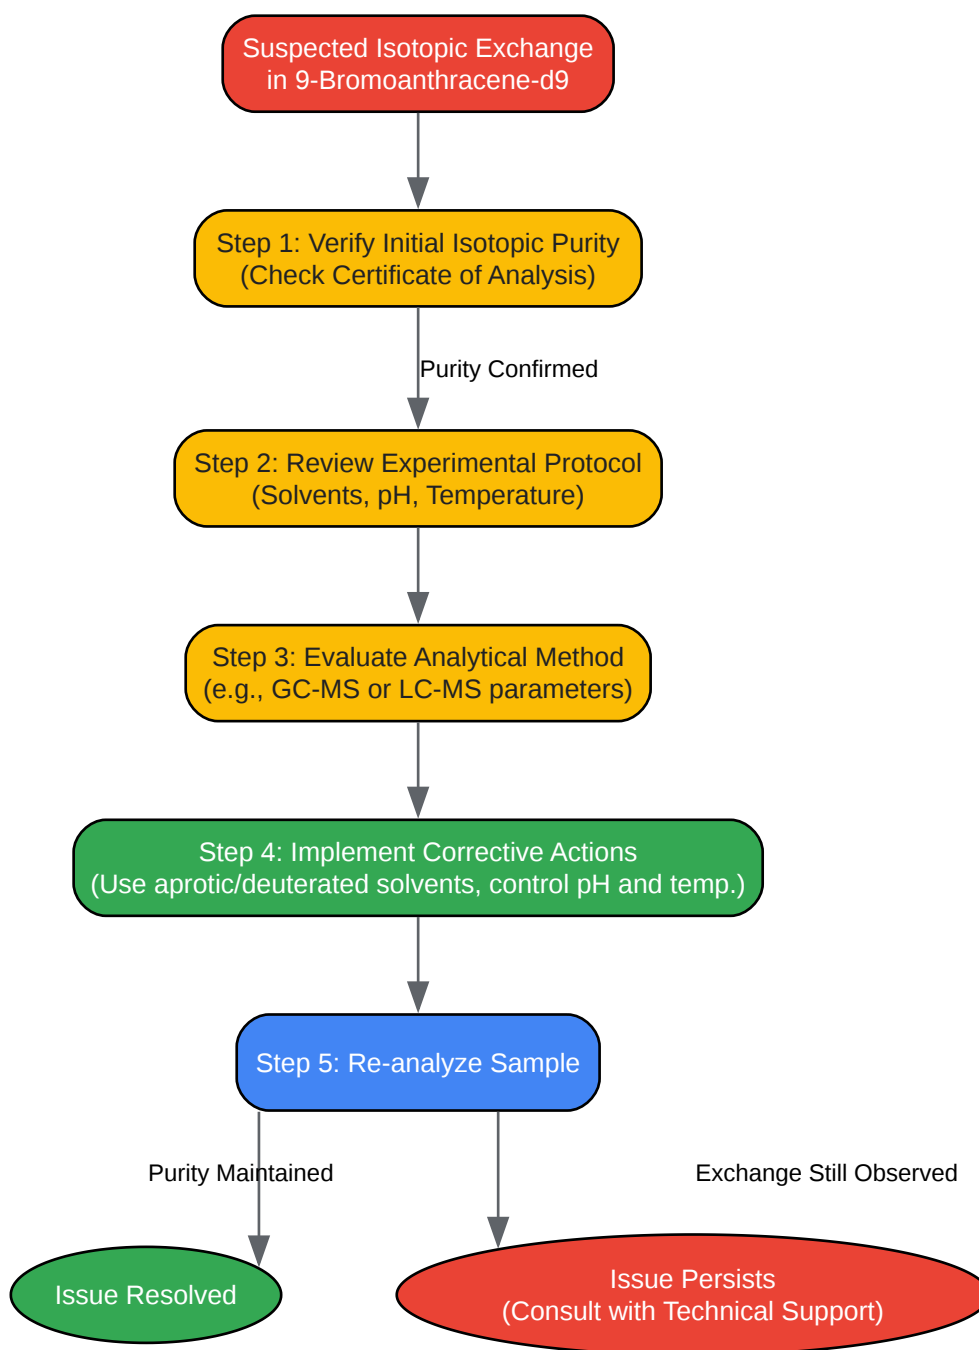 Suspected Isotopic Exchange
in 9-Bromoanthracene-d9
Step 1: Verify Initial Isotopic Purity
(Check Certificate of Analysis)
Purity Confirmed
Step 2: Review Experimental Protocol
(Solvents, pH, Temperature)
Step 3: Evaluate Analytical Method
(e.g., GC-MS or LC-MS parameters)
Step 4: Implement Corrective Actions
(Use aprotic/deuterated solvents, control pH and temp.)
Step 5: Re-analyze Sample
Purity Maintained
Exchange Still Observed
Issue Resolved
Issue Persists
(Consult with Technical Support)